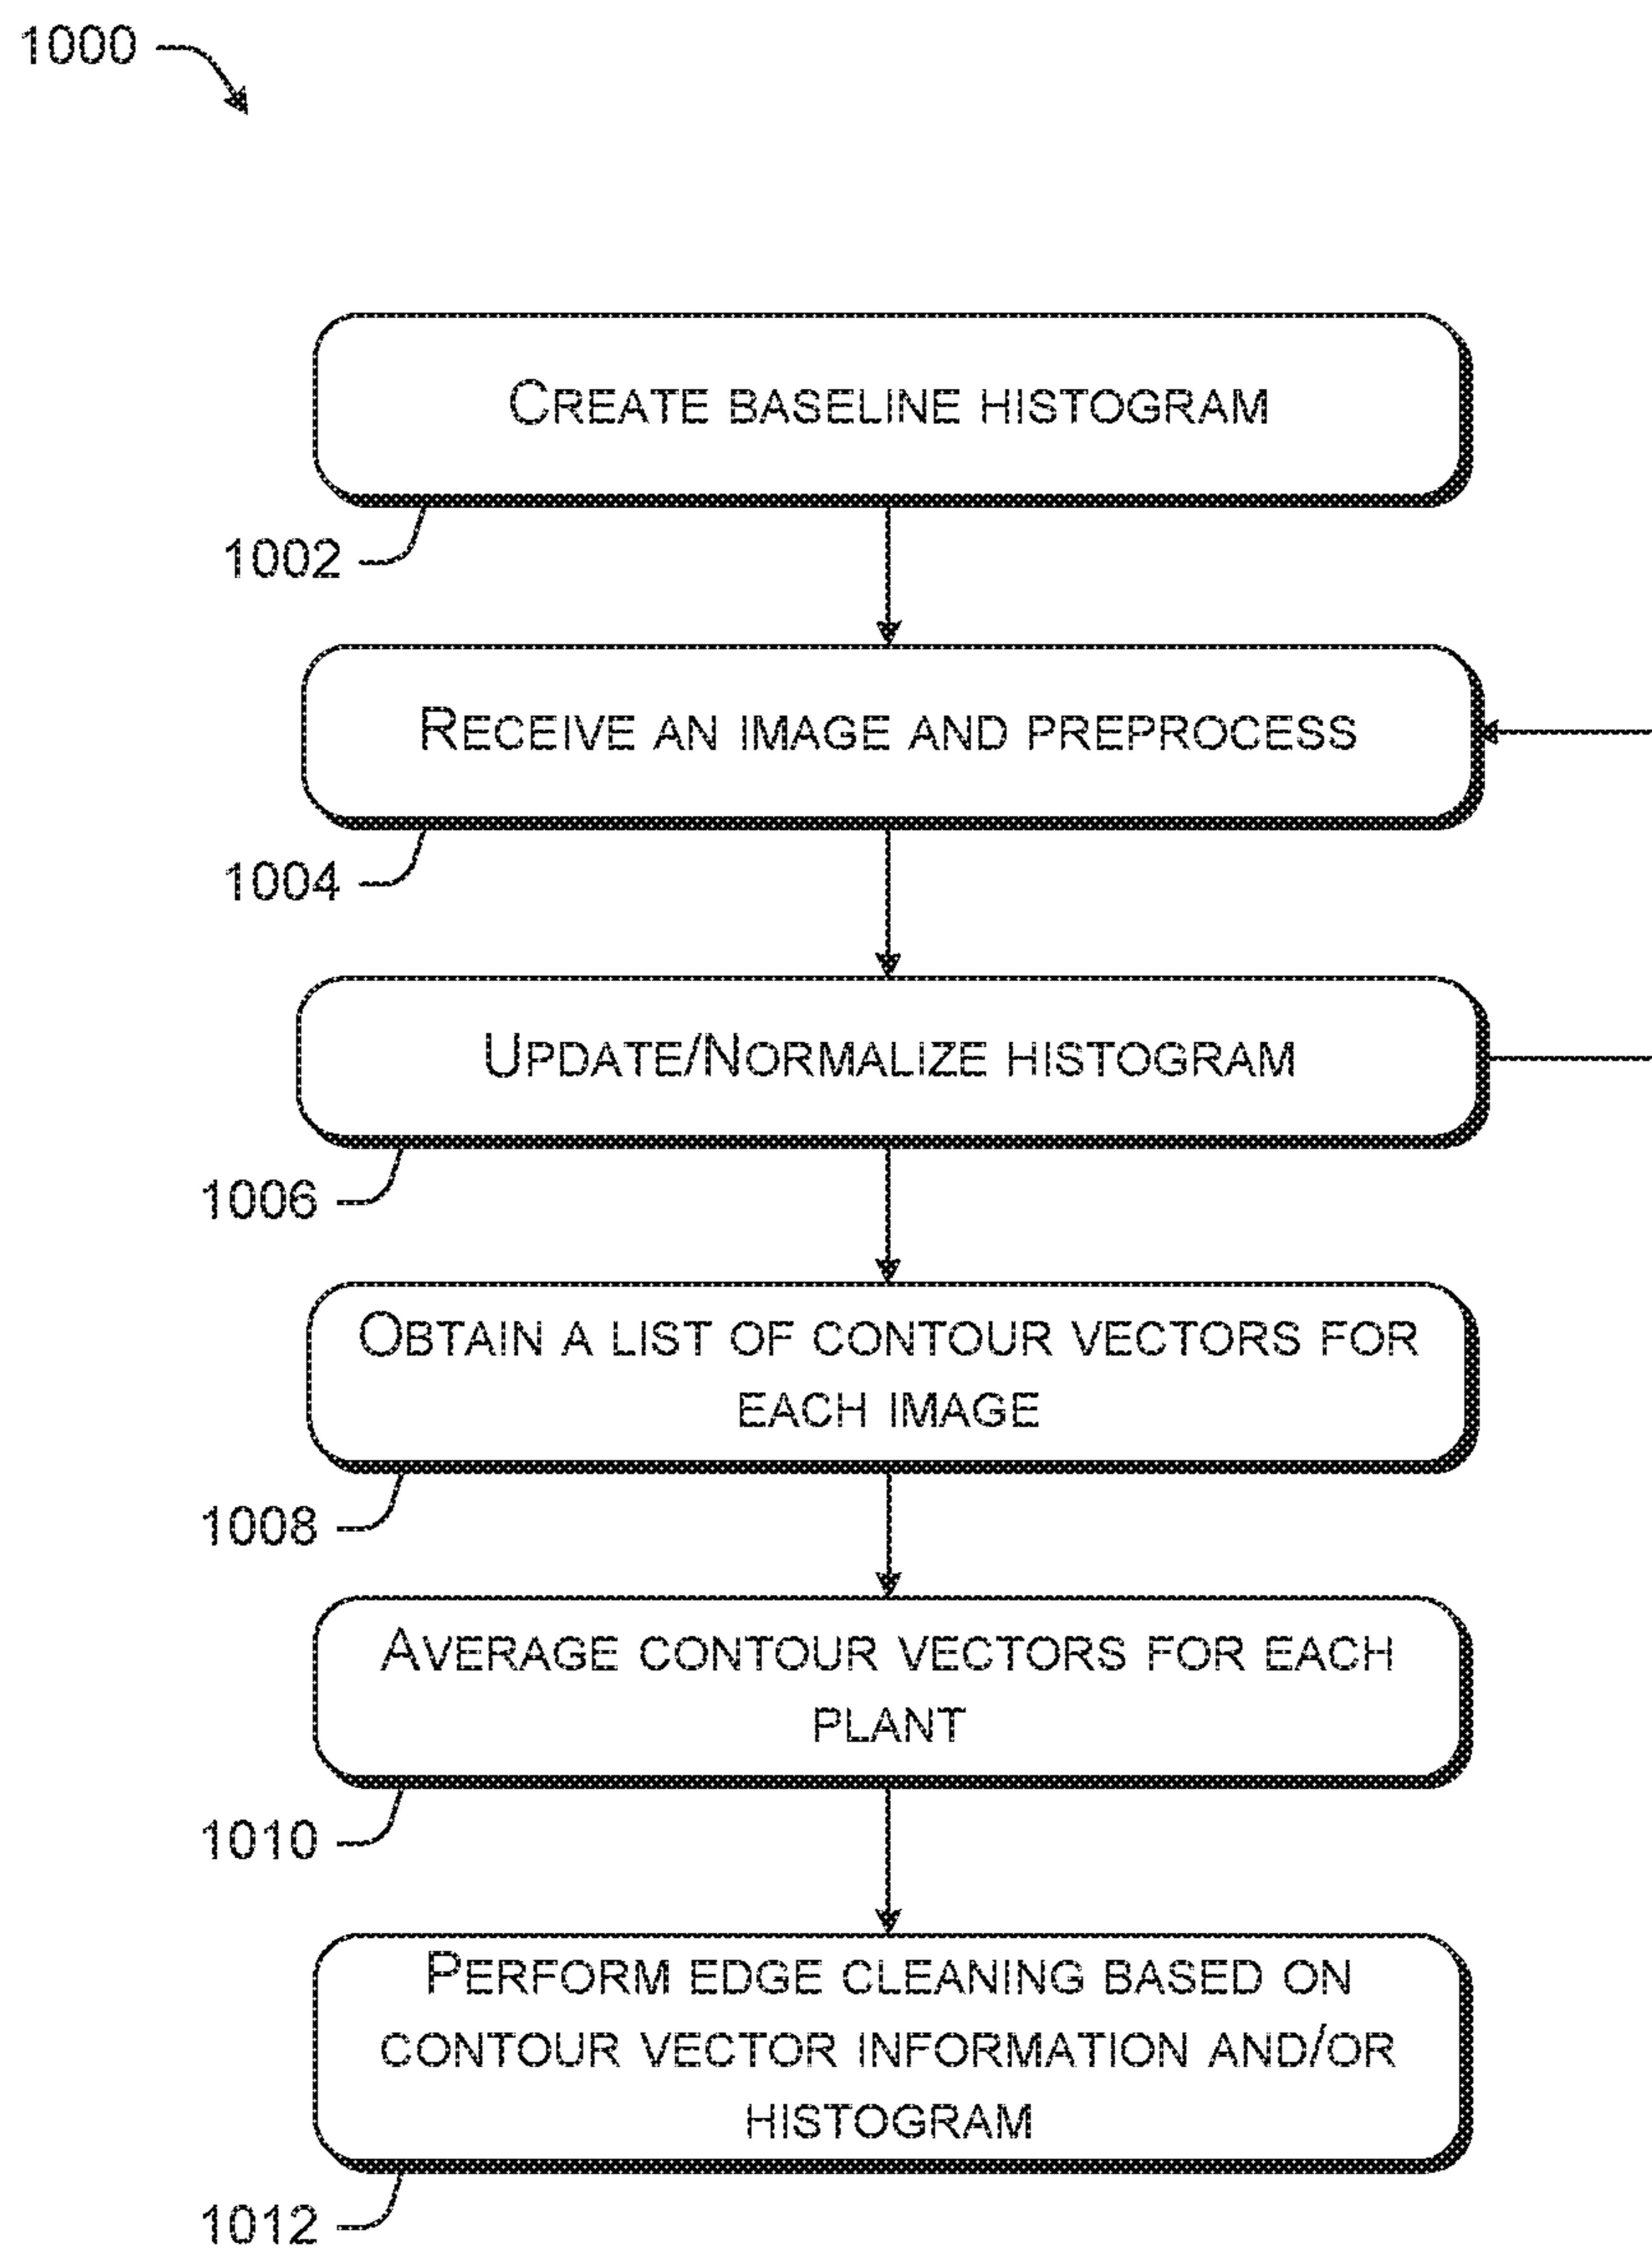 1000
CREATE BASELINE HISTOGRAM
1002
RECEIVE AN IMAGE AND PREPROCESS
1004
UPDATE/NORMALIZE HISTOGRAM
1006
OBTAIN A LIST OF CONTOUR VECTORS FOR
EACH IMAGE
1008
AVERAGE CONTOUR VECTORS FOR EACH
PLANT
1010
PERFORM EDGE CLEANING BASED ON
CONTOUR VECTOR INFORMATION AND/OR
HISTOGRAM
1012